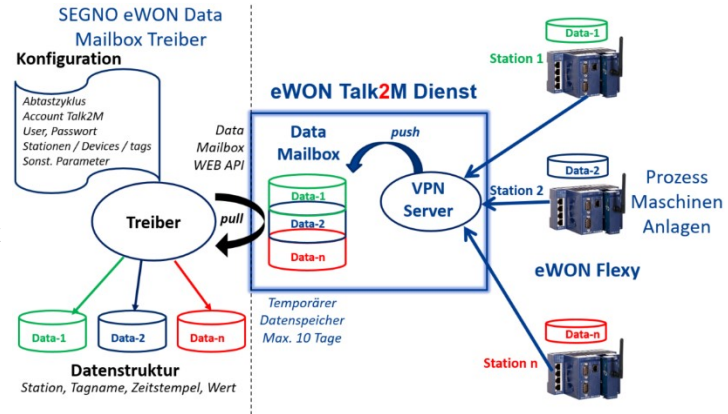 SEGNO eWON Data
Mailbox Treiber
Konfiguration
Abtastzyklus
Account Talk2M
User, Passwort
Stationen / Devices / tags
Sonst. Parameter
Treiber
Data-1
Data-2
Data-n
Datenstruktur
Station, Tagname, Zeitstempel, Wert
Data
Mailbox
WEB API
pull
eWON Talk2M Dienst
Data
Mailbox
Data-1
Data-2
Data-n
push
VPN
Server
Temporärer
Datenspeicher
Max. 10 Tage
Data-1
Station 1
Data-2
Station 2
Prozess
Maschinen
Anlagen
eWON Flexy
Data-n
Station n